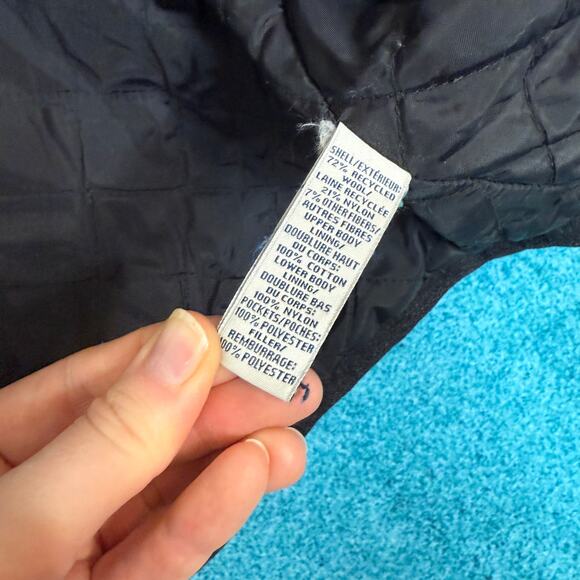 SHELL/EXTÉRIEUR:
72% RECYCLED
WOOL/
LAINE RECYCLÉE
21% NYLON
7% OTHER FIBERS/
AUTRES FIBRES
UPPER BODY
LINING/
DOUBLURE HAUT
DU CORPS:
100% COTTON
LOWER BODY
LINING/
DOUBLURE BAS
DU CORPS:
100% NYLON
POCKETS/POCHES:
100% POLYESTER
FILLER/
REMBURRAGE:
100% POLYESTER